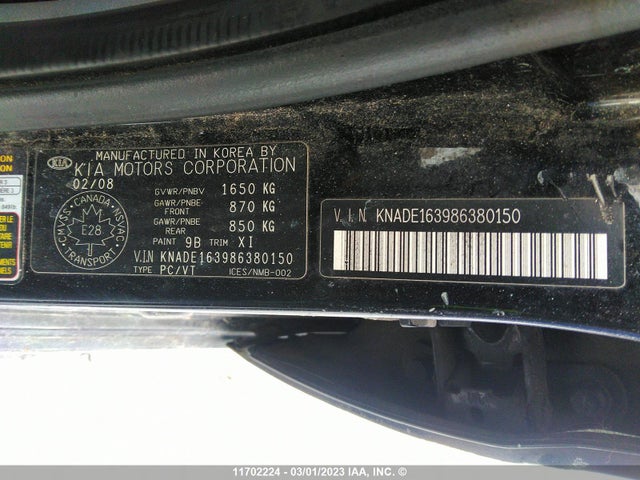 MANUFACTURED IN KOREA BY
KIA
KIA MOTORS CORPORATION
02/08
GVWR/PNBV 1650 KG
GAWR/PNBE-FRONT 870 KG
GAWR/PNBE-REAR 850 KG
PAINT 9B TRIM XI
V.I.N KNADE163986380150
TYPE PC/VT ICES/NMB-002
CANADA
CMVSS NSVAC
E28
TRANSPORT
V.I.N KNADE163986380150
11702224 - 03/01/2023 IAA, INC. ©